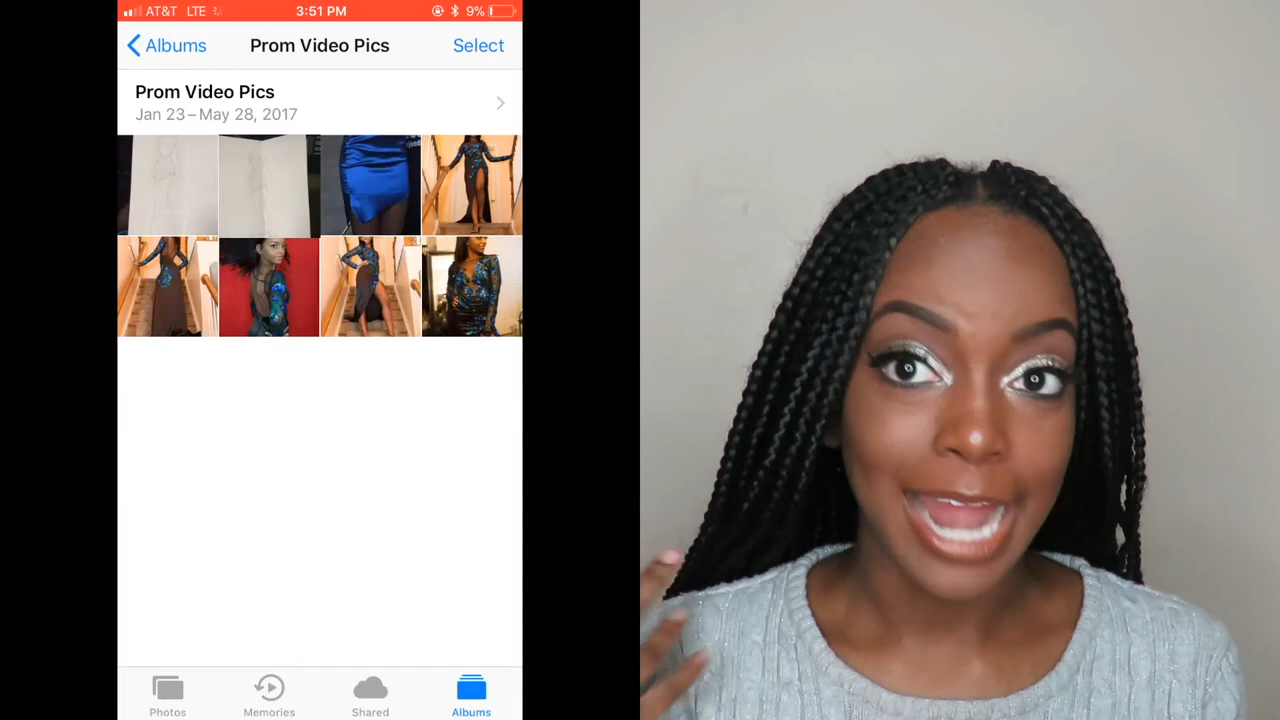 AT&T LTE 3:51 PM 9%
Albums Prom Video Pics Select
Prom Video Pics
Jan 23 – May 28, 2017
Photos Memories Shared Albums